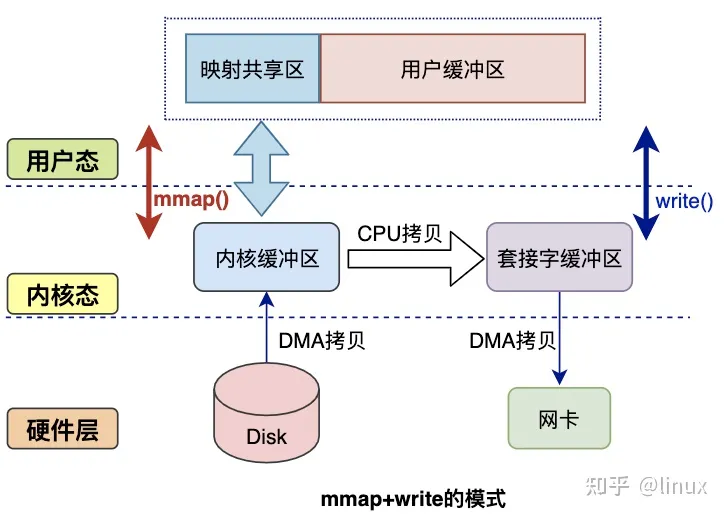 映射共享区
用户缓冲区
用户态
mmap()
write()
内核缓冲区
CPU拷贝
套接字缓冲区
内核态
DMA拷贝
DMA拷贝
硬件层
Disk
网卡
mmap+write的模式
知乎 @linux